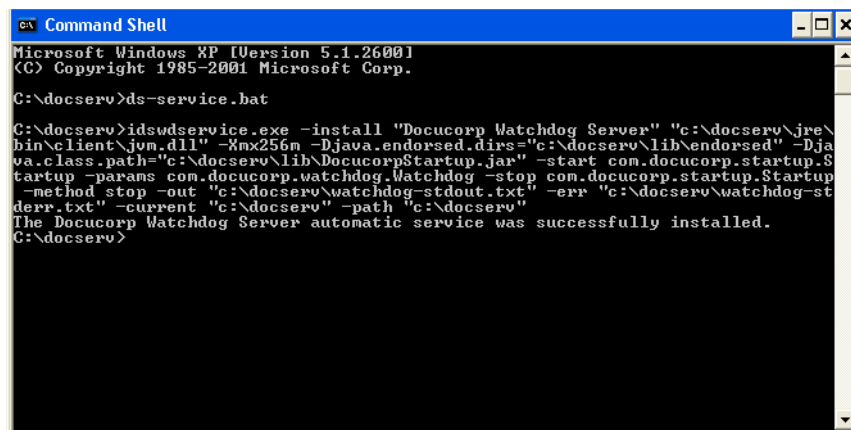 Command Shell
Microsoft Windows XP [Version 5.1.2600]
(C) Copyright 1985-2001 Microsoft Corp.
C:\docserv>ds-service.bat
C:\docserv>idswdservice.exe -install "Docucorp Watchdog Server" "c:\docserv\jre\
bin\client\jvm.dll" -Xmx256m -Djava.endorsed.dirs="c:\docserv\lib\endorsed" -Dja
va.class.path="c:\docserv\lib\DocucorpStartup.jar" -start com.docucorp.startup.S
tartup -params com.docucorp.watchdog.Watchdog -stop com.docucorp.startup.Startup
-method stop -out "c:\docserv\watchdog-stdout.txt" -err "c:\docserv\watchdog-st
derr.txt" -current "c:\docserv" -path "c:\docserv"
The Docucorp Watchdog Server automatic service was successfully installed.
C:\docserv>